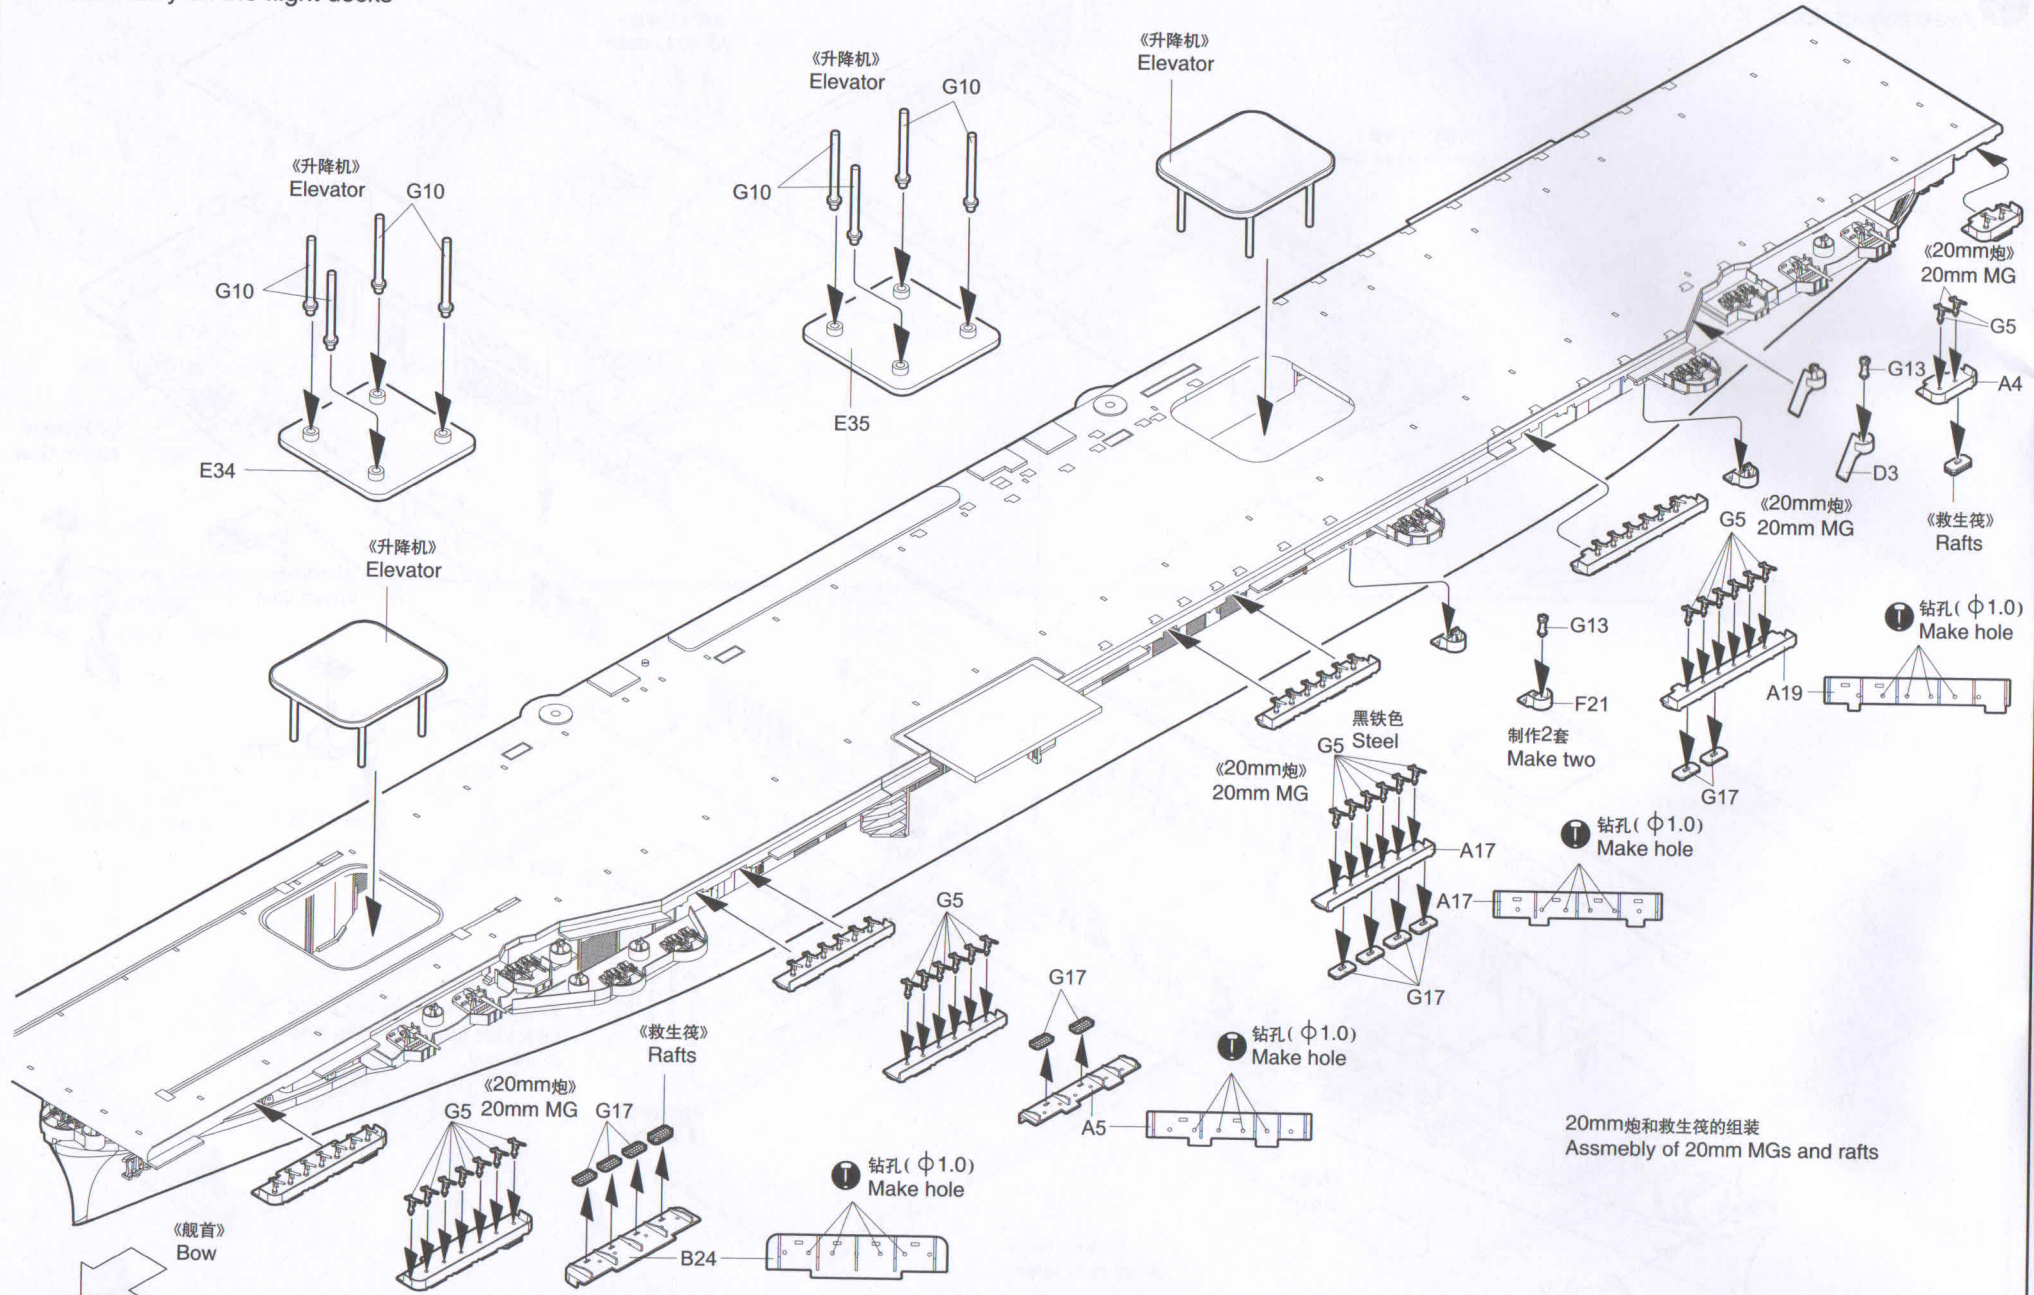 《升降机》
Elevator
G10
G10
E34
《升降机》
Elevator
G10
G10
E35
《升降机》
Elevator
《升降机》
Elevator
《20mm炮》
20mm MG
G5
A4
G13
D3
《救生筏》
Rafts
《20mm炮》
20mm MG
G5
A19
G17
钻孔( ф1.0)
Make hole
G13
F21
制作2套
Make two
黑铁色
Steel
G5
《20mm炮》
20mm MG
A17
G17
钻孔( ф1.0)
Make hole
A17
G5
G17
A5
钻孔( ф1.0)
Make hole
《救生筏》
Rafts
《20mm炮》
20mm MG
G5
G17
B24
钻孔( ф1.0)
Make hole
20mm炮和救生筏的组装
Assmebly of 20mm MGs and rafts
《舰首》
Bow